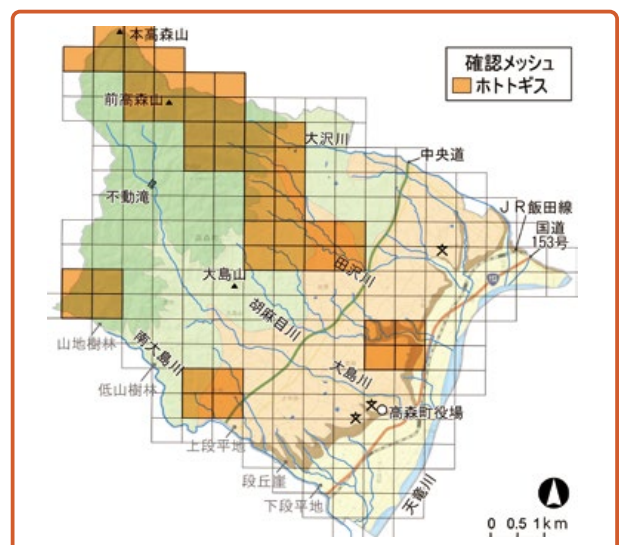 本高森山
確認メッシュ
ホトトギス
前高森山
大沢川
中央道
不動滝
JR飯田線
国道
153号
田沢川
大島山
胡麻目川
山地樹林
南大島川
大島川
低山樹林
高森町役場
上段平地
段丘崖
下段平地
天竜川
0 0.5 1km